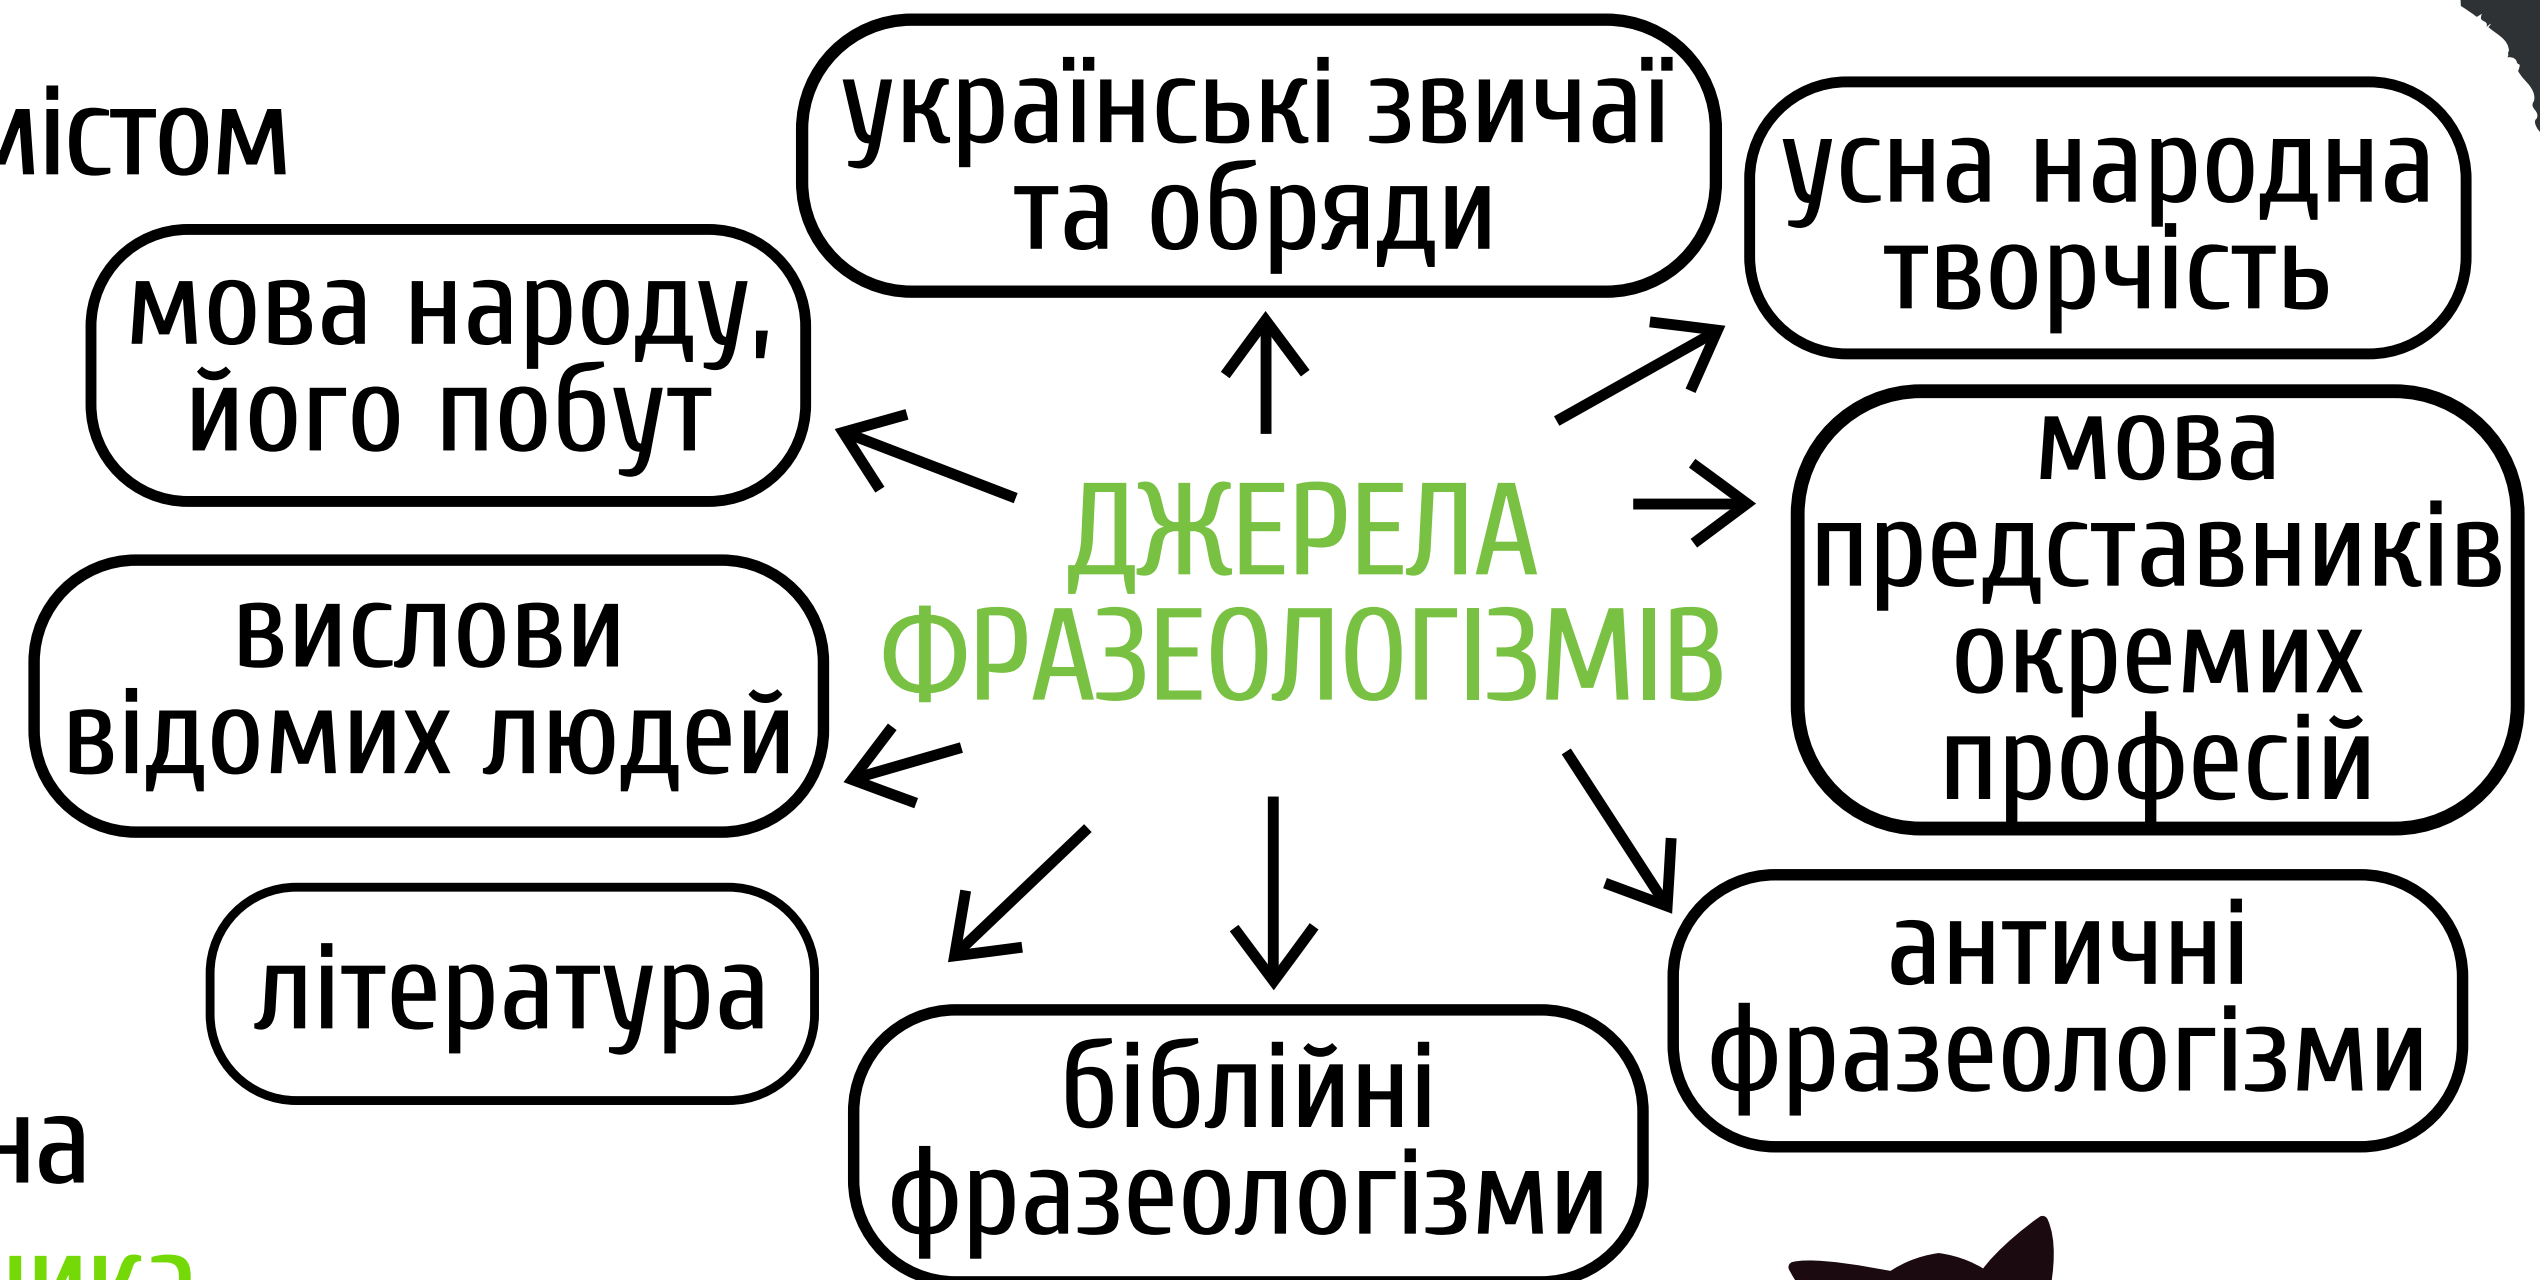 українські звичаї
та обряди
усна народна
творчість
мова народу,
його побут
мова
представників
окремих
професій
ДЖЕРЕЛА
ФРАЗЕОЛОГІЗМІВ
вислови
відомих людей
література
античні
фразеологізми
біблійні
фразеологізми
на